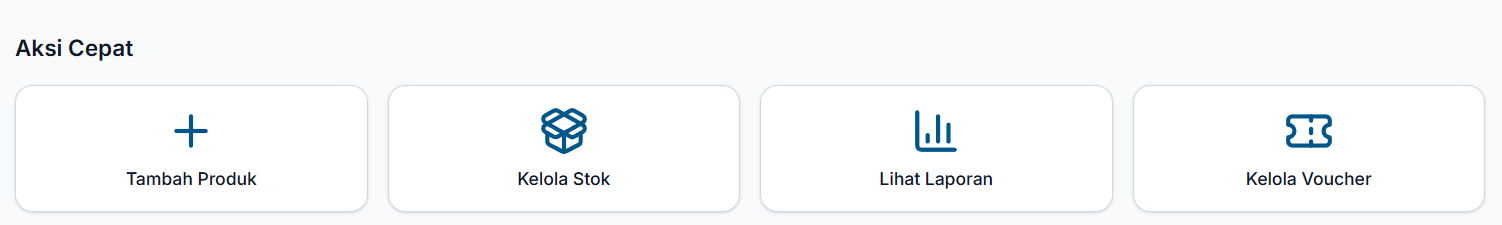 Aksi Cepat
Tambah Produk
Kelola Stok
Lihat Laporan
Kelola Voucher